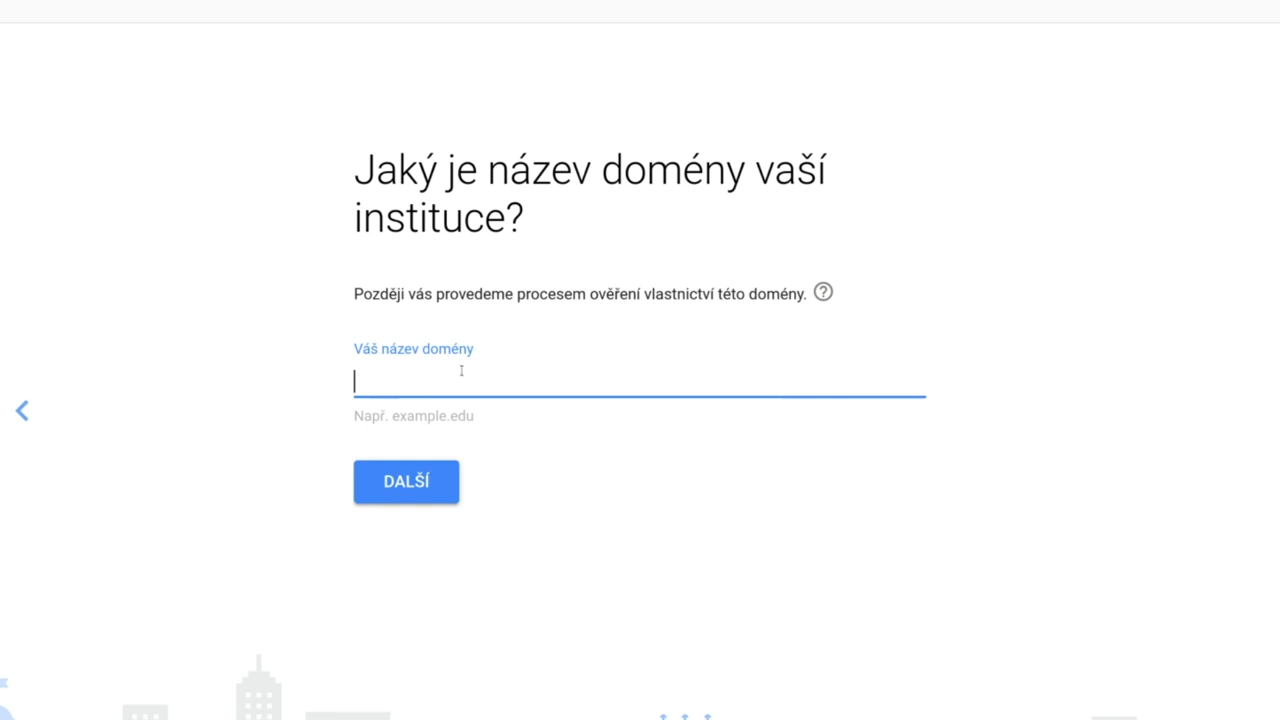 Jaký je název domény vaší
instituce?
Později vás provedeme procesem ověření vlastnictví této domény.
Váš název domény
Např. example.edu
DALŠÍ